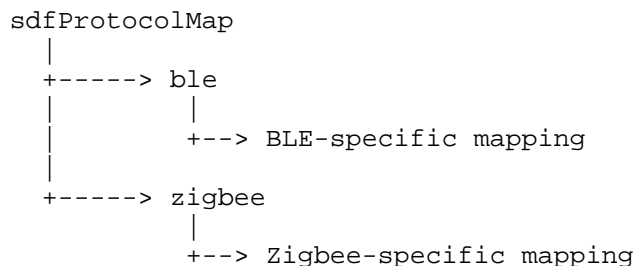 sdfProtocolMap
   |
   +-----> ble
   |        |
   |        +--> BLE-specific mapping
   |
   +-----> zigbee
            |
            +--> Zigbee-specific mapping